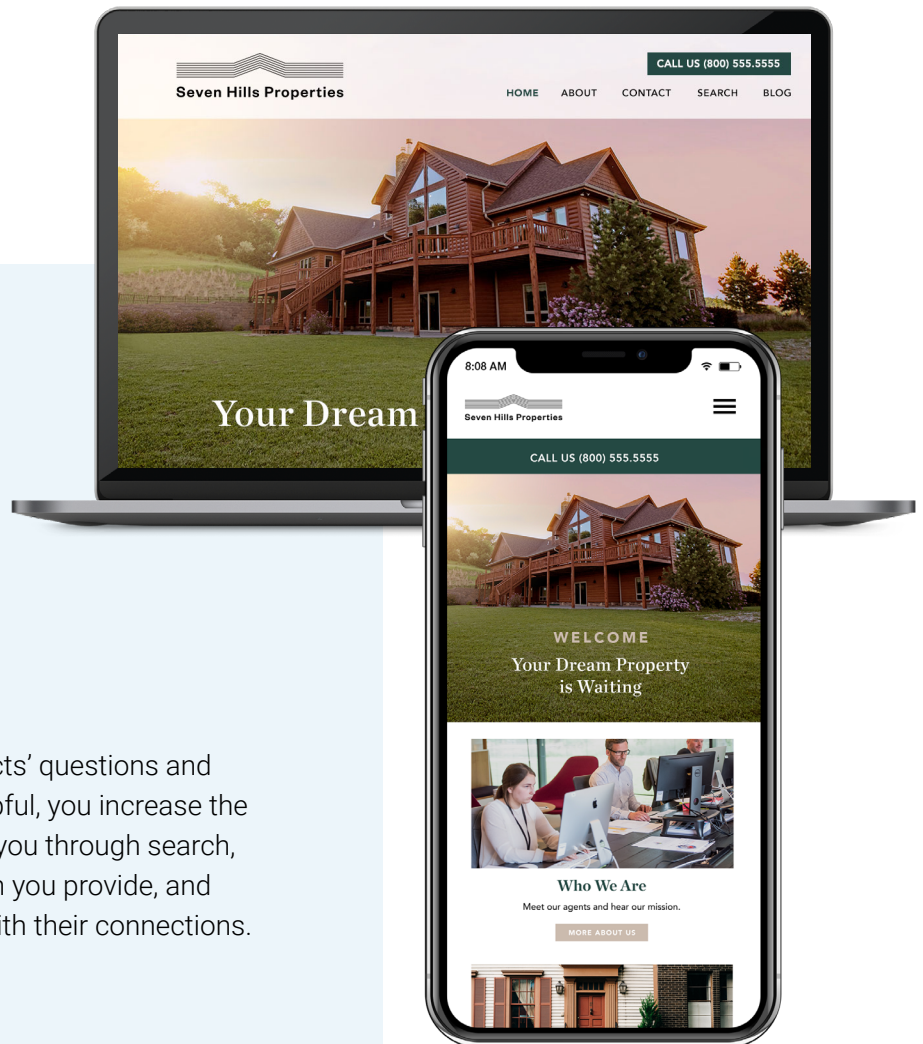 Seven Hills Properties
CALL US (800) 555.5555
HOME ABOUT CONTACT SEARCH BLOG
Your Dream
8:08 AM
Seven Hills Properties
CALL US (800) 555.5555
WELCOME
Your Dream Property
is Waiting
Who We Are
Meet our agents and hear our mission.
MORE ABOUT US
questions and
you increase the
you through search,
you provide, and
their connections.